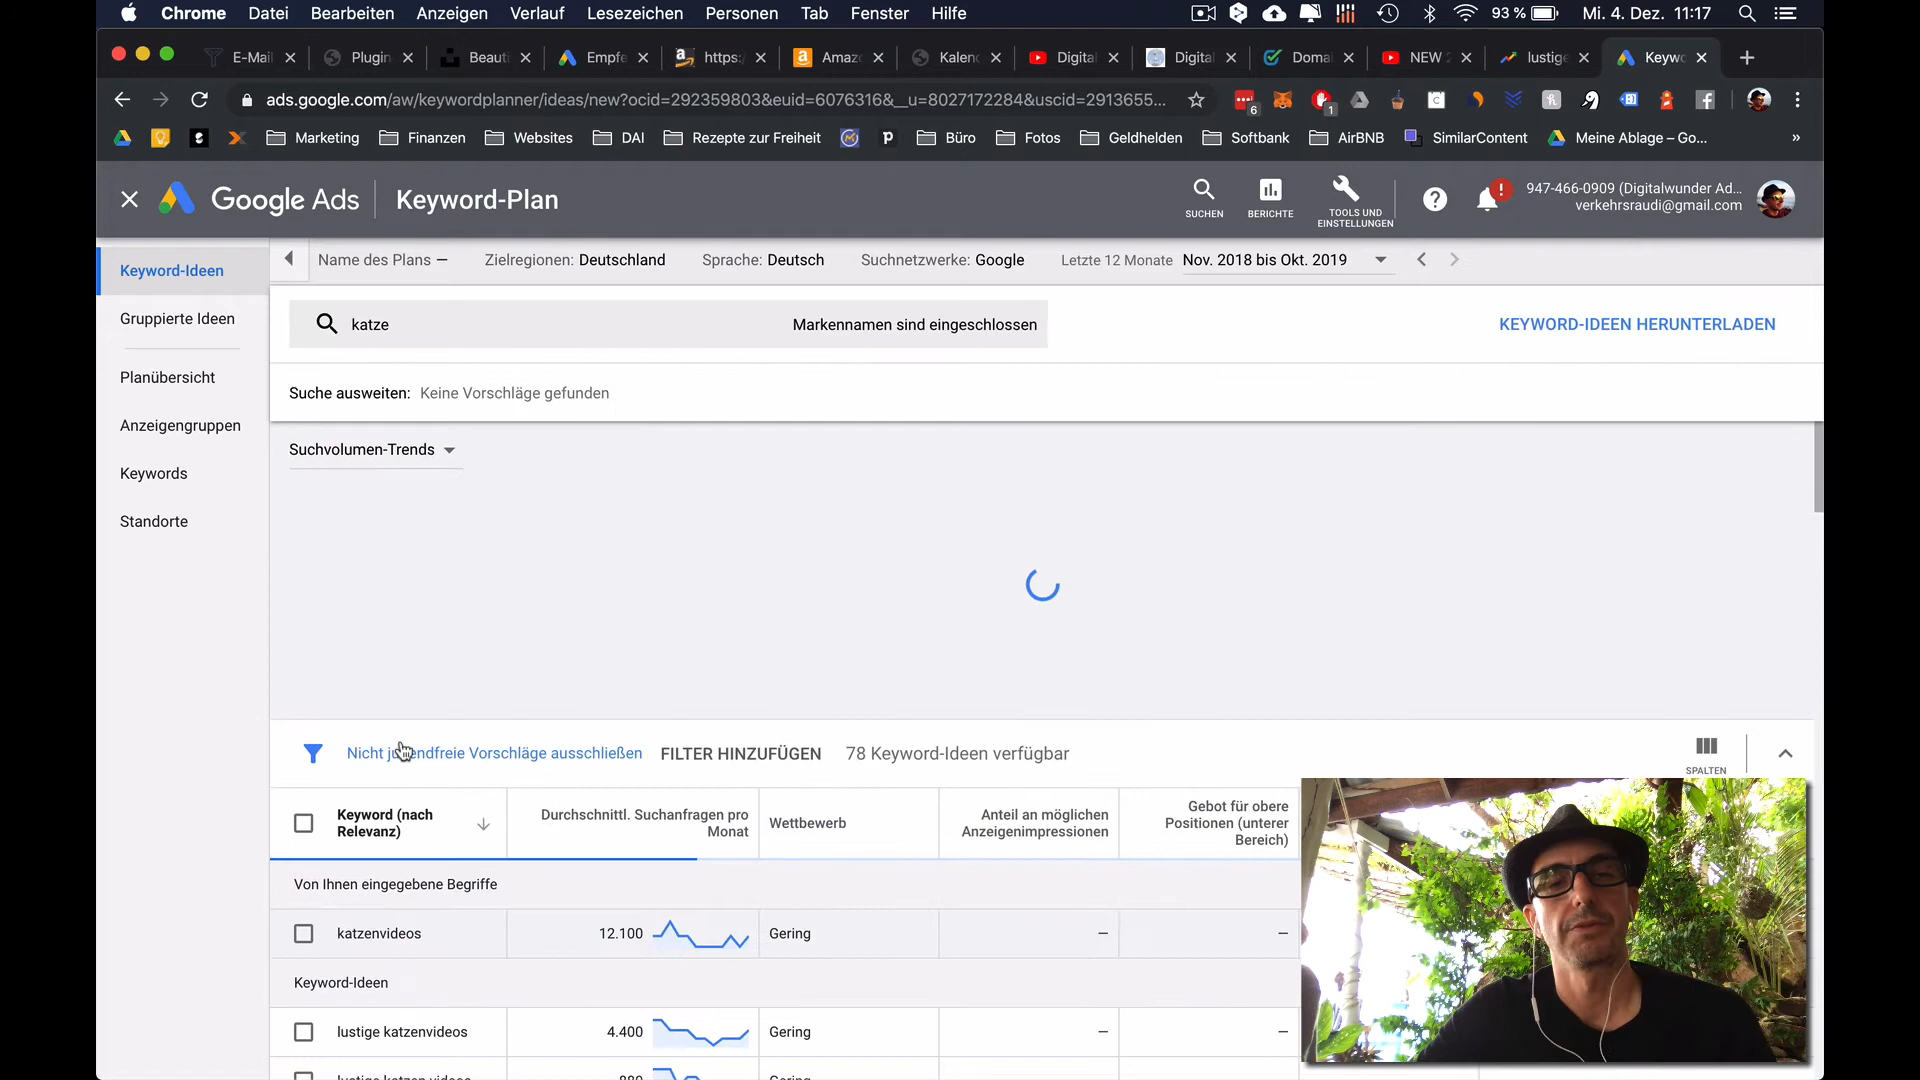 Chrome Datei Bearbeiten Anzeigen Verlauf Lesezeichen Personen Tab Fenster Hilfe 93 % Mi. 4. Dez. 11:17
E-Mail Plugin Beauti Empfe https: Amaz Kalend Digital Digital Domai NEW lustige Keywo
ads.google.com/aw/keywordplanner/ideas/new?ocid=292359803&euid=6076316&__u=8027172284&uscid=2913655... 6 1
Marketing Finanzen Websites DAI Rezepte zur Freiheit Büro Fotos Geldhelden Softbank AirBNB SimilarContent Meine Ablage – Go... »
Google Ads Keyword-Plan
SUCHEN BERICHTE TOOLS UND EINSTELLUNGEN
947-466-0909 (Digitalwunder Ad...
verkehrsraudi@gmail.com
Keyword-Ideen
Gruppierte Ideen
Planübersicht
Anzeigengruppen
Keywords
Standorte
Name des Plans — Zielregionen: Deutschland Sprache: Deutsch Suchnetzwerke: Google Letzte 12 Monate Nov. 2018 bis Okt. 2019
katze Markennamen sind eingeschlossen KEYWORD-IDEEN HERUNTERLADEN
Suche ausweiten: Keine Vorschläge gefunden
Suchvolumen-Trends
Nicht jugendfreie Vorschläge ausschließen FILTER HINZUFÜGEN 78 Keyword-Ideen verfügbar SPALTEN
Keyword (nach Relevanz)
Durchschnittl. Suchanfragen pro Monat
Wettbewerb
Anteil an möglichen Anzeigenimpressionen
Gebot für obere Positionen (unterer Bereich)
Von Ihnen eingegebene Begriffe
katzenvideos 12.100 Gering – –
Keyword-Ideen
lustige katzenvideos 4.400 Gering – –